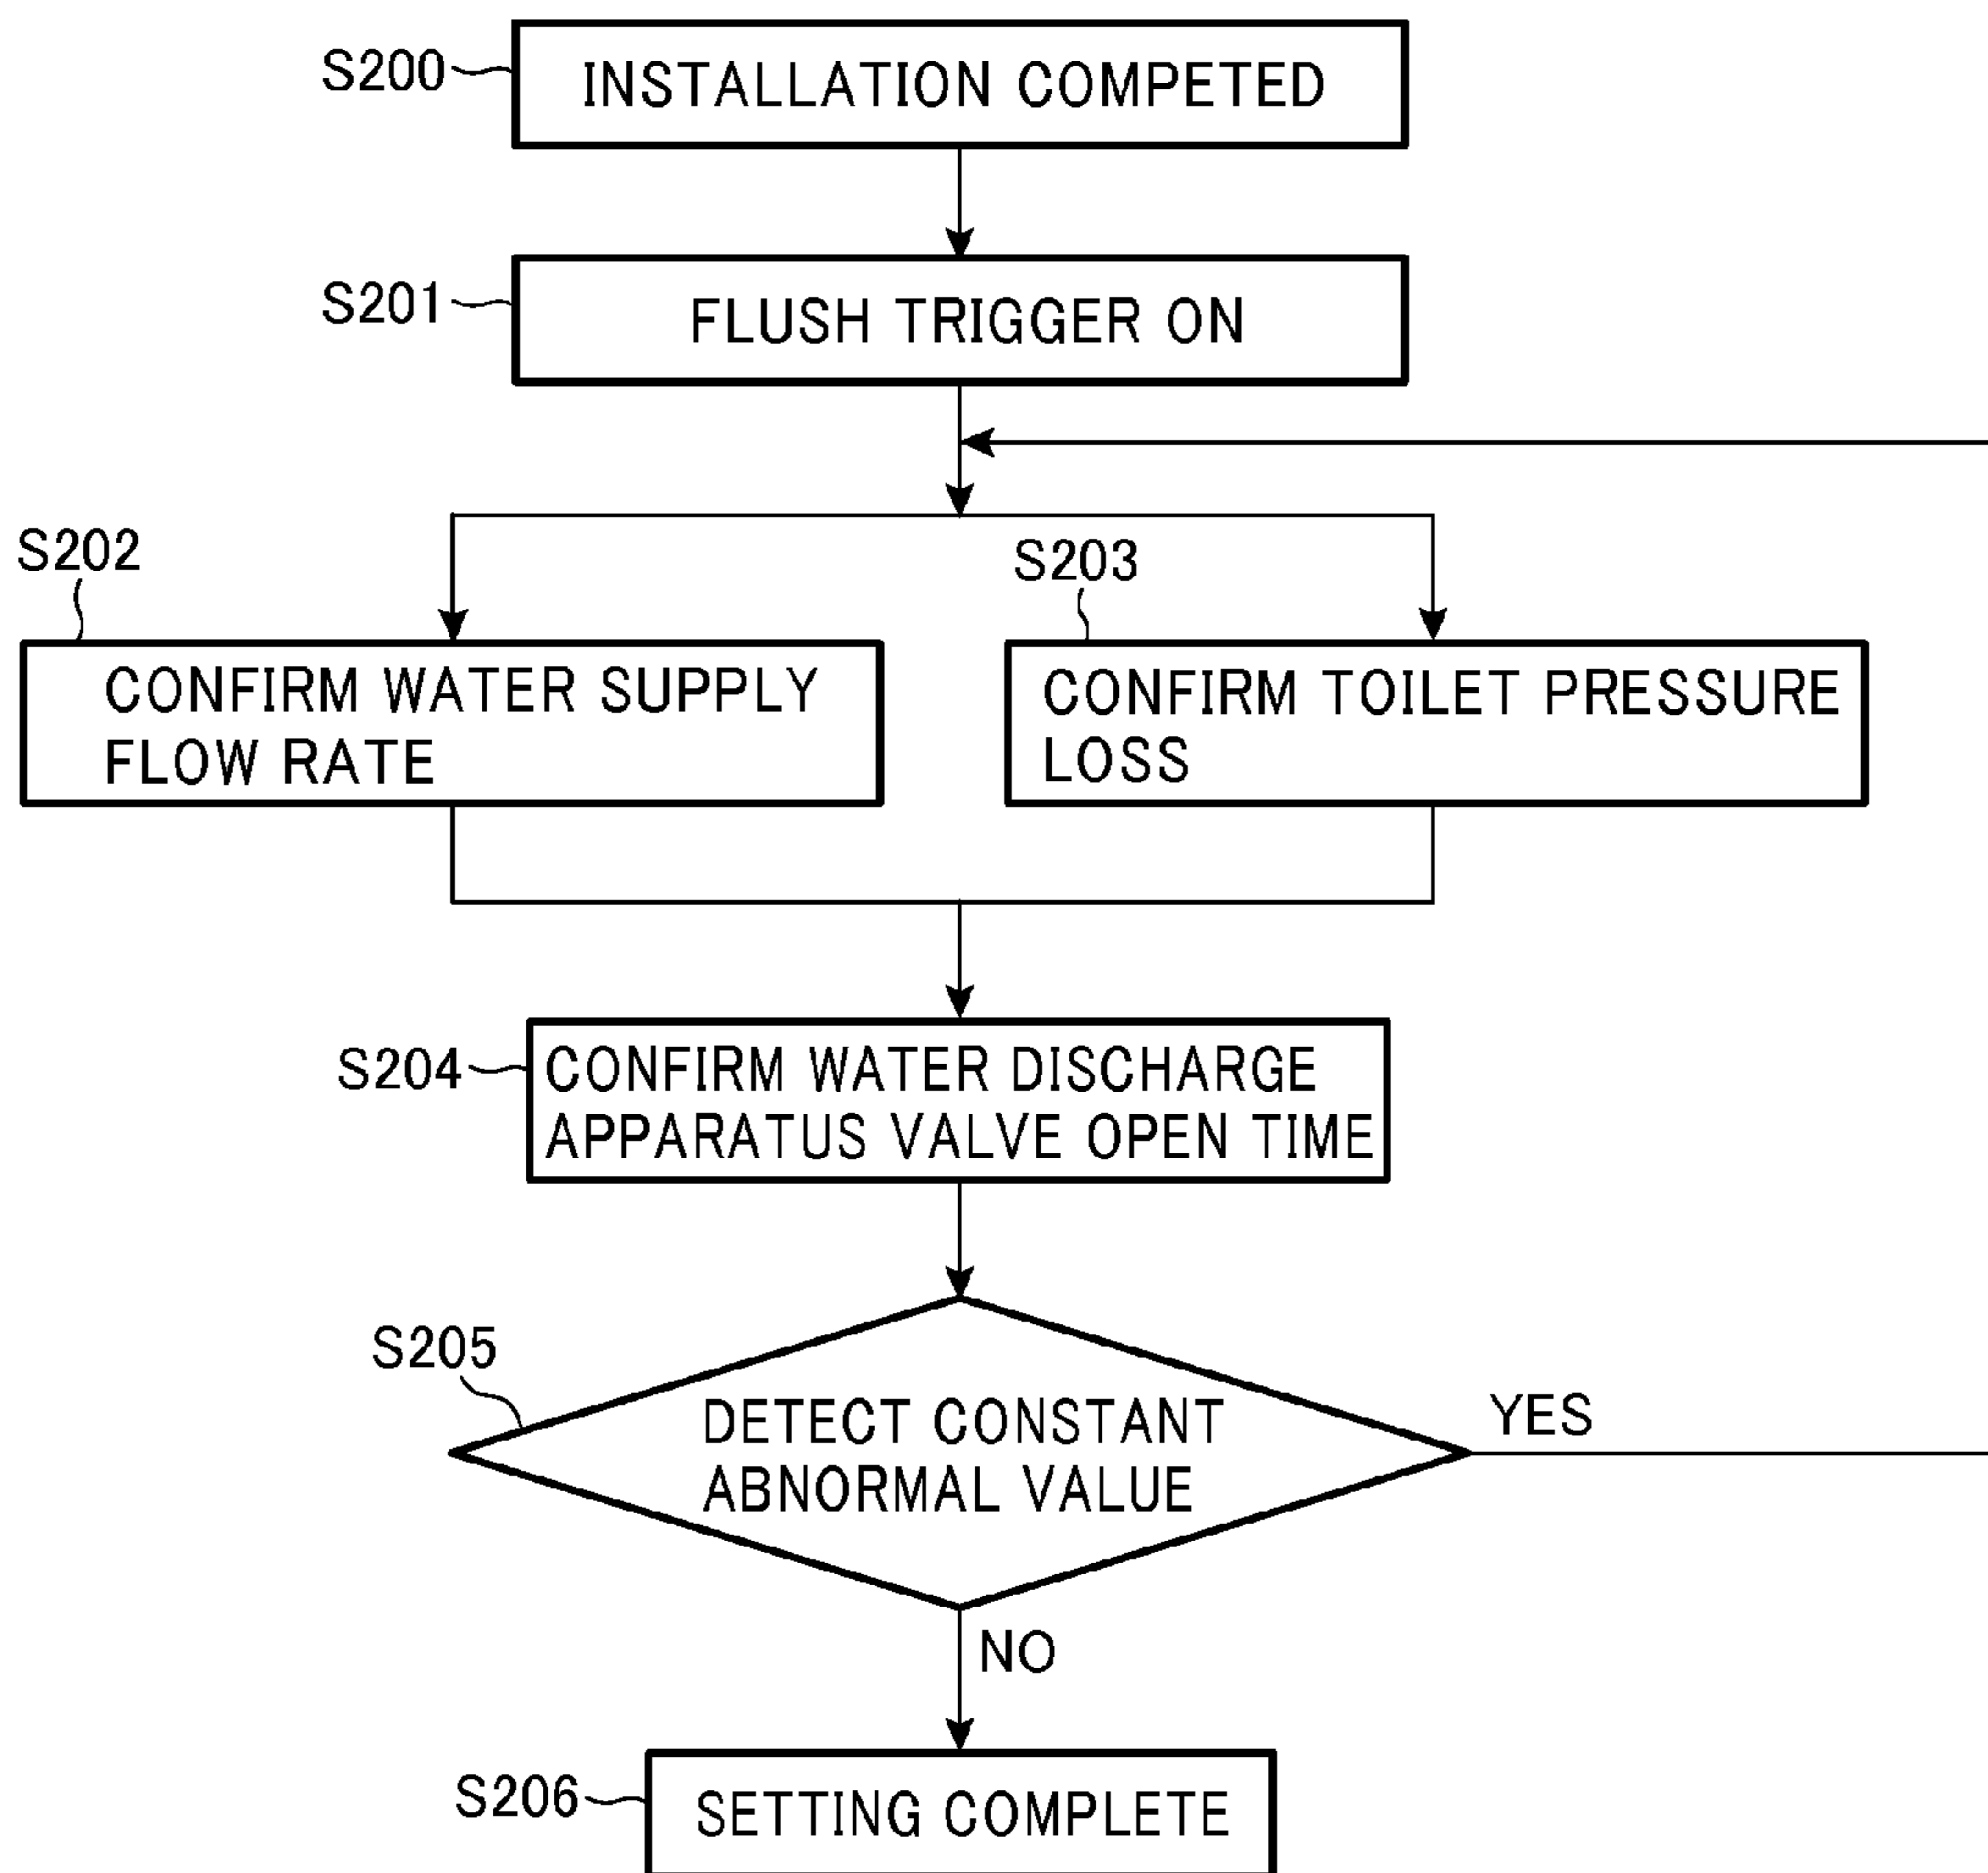 S200
INSTALLATION COMPETED
S201
FLUSH TRIGGER ON
S202
CONFIRM WATER SUPPLY
FLOW RATE
S203
CONFIRM TOILET PRESSURE
LOSS
S204
CONFIRM WATER DISCHARGE
APPARATUS VALVE OPEN TIME
S205
DETECT CONSTANT
ABNORMAL VALUE
YES
NO
S206
SETTING COMPLETE